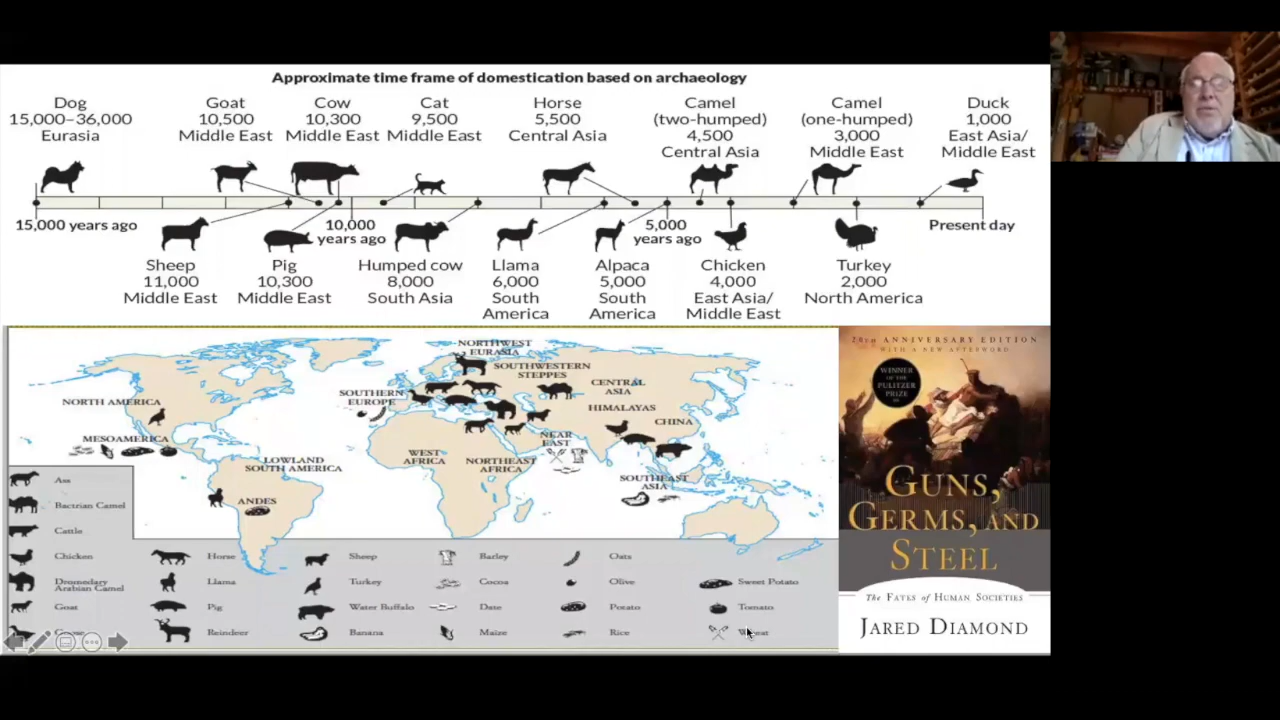 Approximate time frame of domestication based on archaeology
Dog
15,000–36,000
Eurasia
Goat
10,500
Middle East
Cow
10,300
Middle East
Cat
9,500
Middle East
Horse
5,500
Central Asia
Camel
(two-humped)
4,500
Central Asia
Camel
(one-humped)
3,000
Middle East
Duck
1,000
East Asia/
Middle East
15,000 years ago
10,000
years ago
5,000
years ago
Present day
Sheep
11,000
Middle East
Pig
10,300
Middle East
Humped cow
8,000
South Asia
Llama
6,000
South
America
Alpaca
5,000
South
America
Chicken
4,000
East Asia/
Middle East
Turkey
2,000
North America
NORTHWEST
EURASIA
SOUTHWESTERN
STEPPES
CENTRAL
ASIA
SOUTHERN
EUROPE
NORTH AMERICA
HIMALAYAS
CHINA
MESOAMERICA
NEAR
EAST
LOWLAND
SOUTH AMERICA
WEST
AFRICA
NORTHEAST
AFRICA
SOUTHEAST
ASIA
ANDES
Ass
Bactrian Camel
Cattle
Chicken
Dromedary
Arabian Camel
Goat
Horse
Llama
Pig
Reindeer
Sheep
Turkey
Water Buffalo
Banana
Barley
Cocoa
Date
Maize
Oats
Olive
Potato
Rice
Sweet Potato
Tomato
20TH ANNIVERSARY EDITION
WITH A NEW AFTERWORD
WINNER
OF THE
PULITZER
PRIZE
GUNS,
GERMS, AND
STEEL
The FATES of HUMAN SOCIETIES
JARED DIAMOND